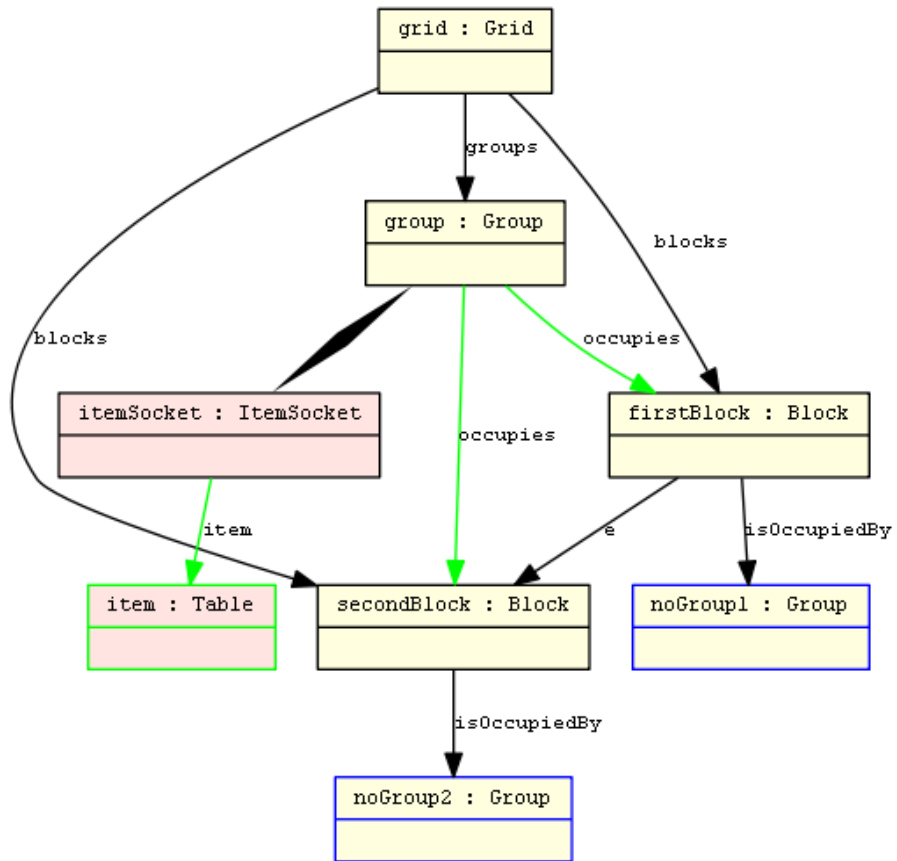 grid : Grid
groups
group : Group
blocks
blocks
occupies
itemSocket : ItemSocket
firstBlock : Block
occupies
item
e
isOccupiedBy
item : Table
secondBlock : Block
noGroup1 : Group
isOccupiedBy
noGroup2 : Group